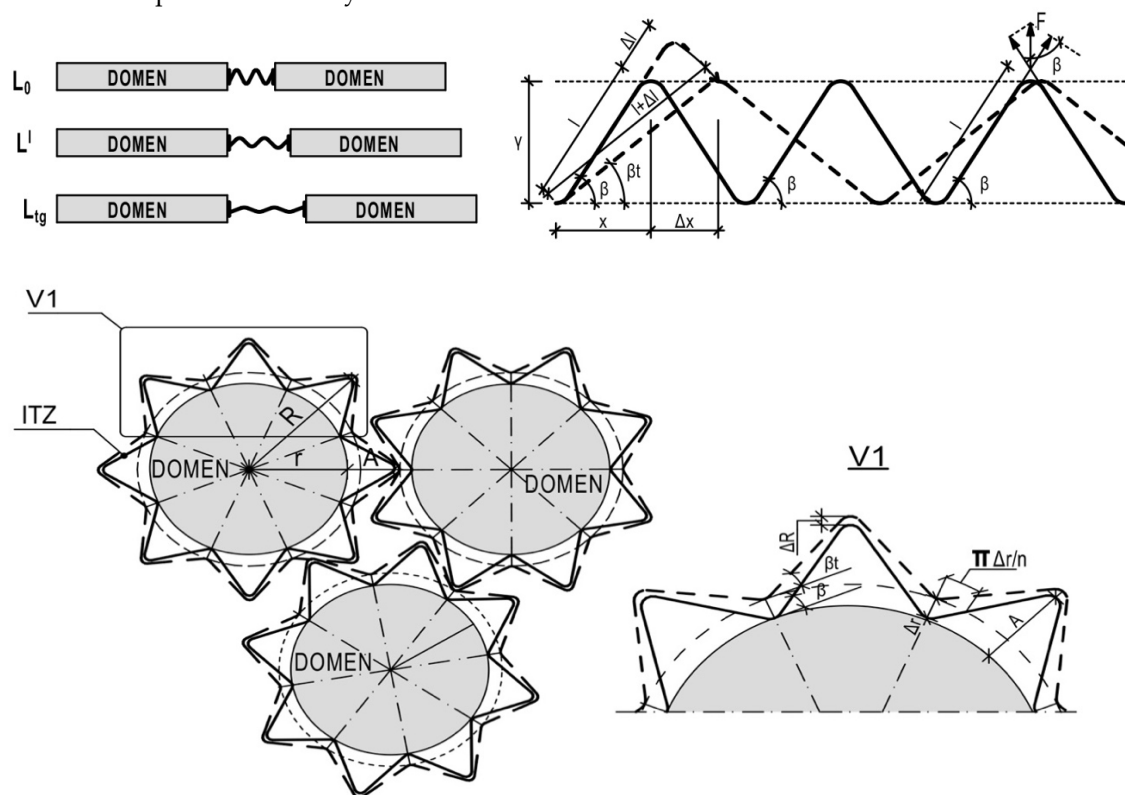 L0 DOMEN DOMEN
L^I DOMEN DOMEN
Ltg DOMEN DOMEN
Δl
l
l+Δl
Y
β
βt
x
Δx
β
β
l
F
β
V1
ITZ
DOMEN
R
r
A
DOMEN
DOMEN
V1
ΔR
βt
β
π Δr/n
Δr
A